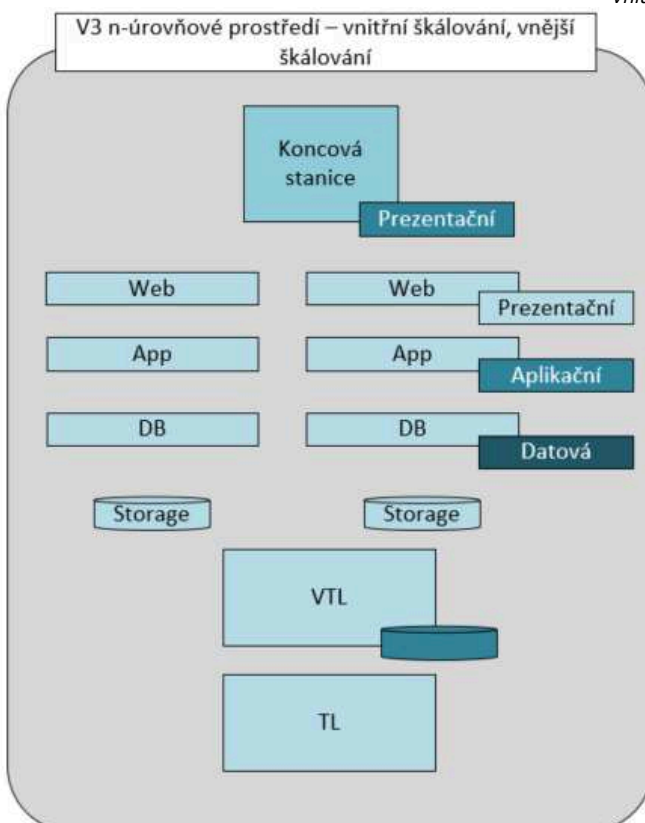 V3 n-úrovňové prostředí – vnitřní škálování, vnější
škálování
Koncová
stanice
Prezentační
Web
Web
Prezentační
App
App
Aplikační
DB
DB
Datová
Storage
Storage
VTL
TL